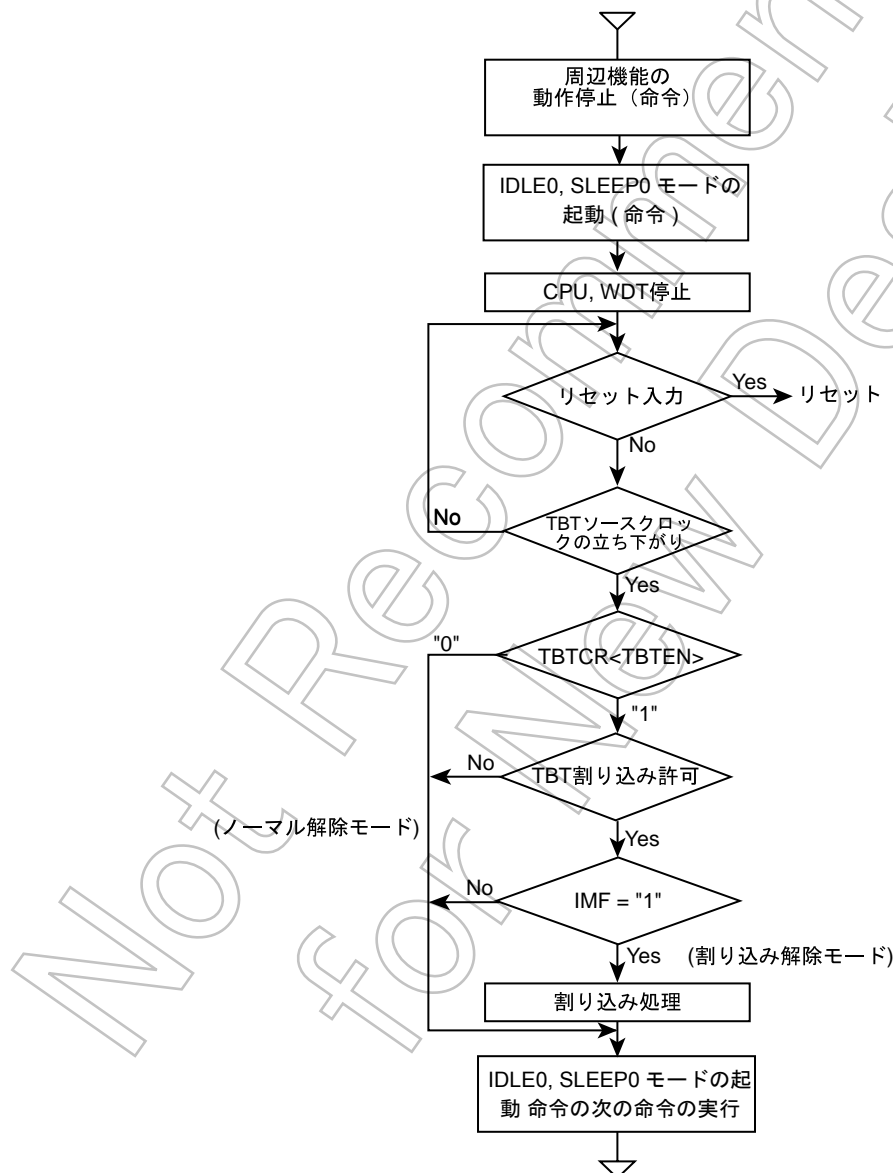 周辺機能の
動作停止（命令）
IDLE0, SLEEP0 モードの
起動 ( 命令 )
CPU, WDT停止
リセット入力
Yes
リセット
No
No
TBTソースクロッ
クの立ち下がり
Yes
"0"
TBTCR<TBTEN>
"1"
No
TBT割り込み許可
(ノーマル解除モード)
Yes
No
IMF = "1"
Yes
(割り込み解除モード)
割り込み処理
IDLE0, SLEEP0 モードの起
動 命令の次の命令の実行
Not Recommen
for New De